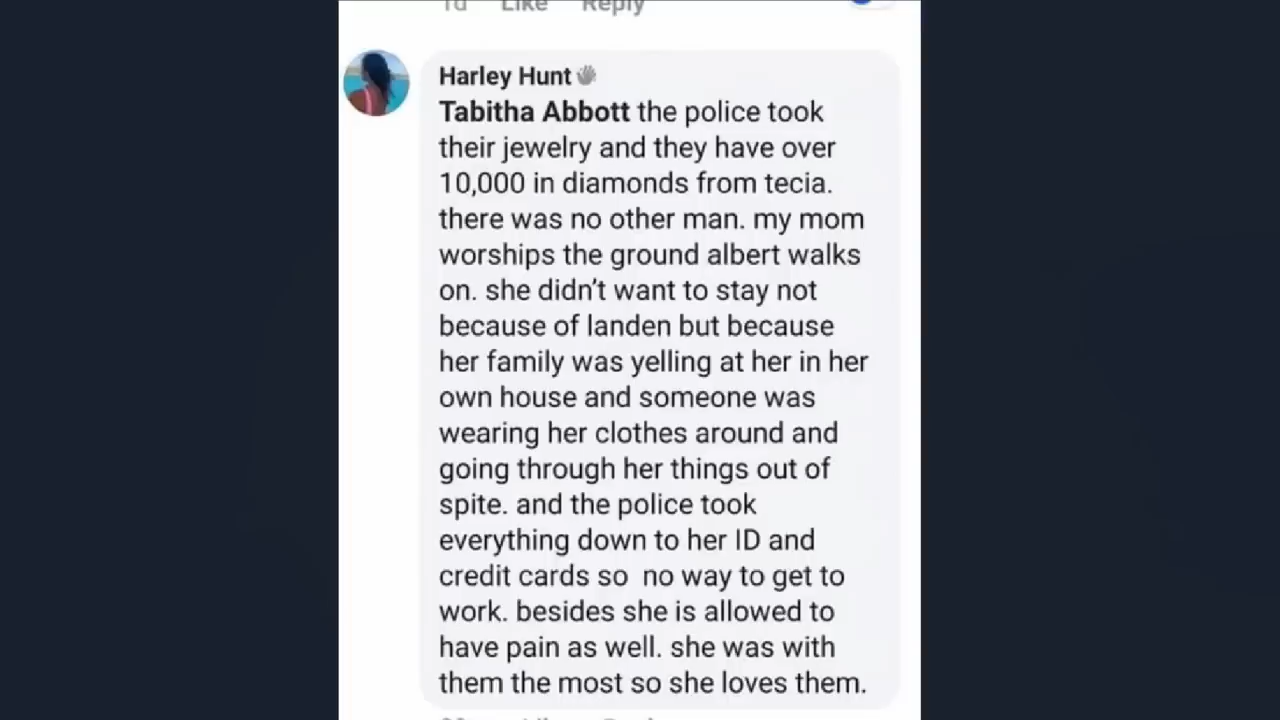 1d Like Reply
Harley Hunt
Tabitha Abbott the police took
their jewelry and they have over
10,000 in diamonds from tecia.
there was no other man. my mom
worships the ground albert walks
on. she didn't want to stay not
because of landen but because
her family was yelling at her in her
own house and someone was
wearing her clothes around and
going through her things out of
spite. and the police took
everything down to her ID and
credit cards so  no way to get to
work. besides she is allowed to
have pain as well. she was with
them the most so she loves them.